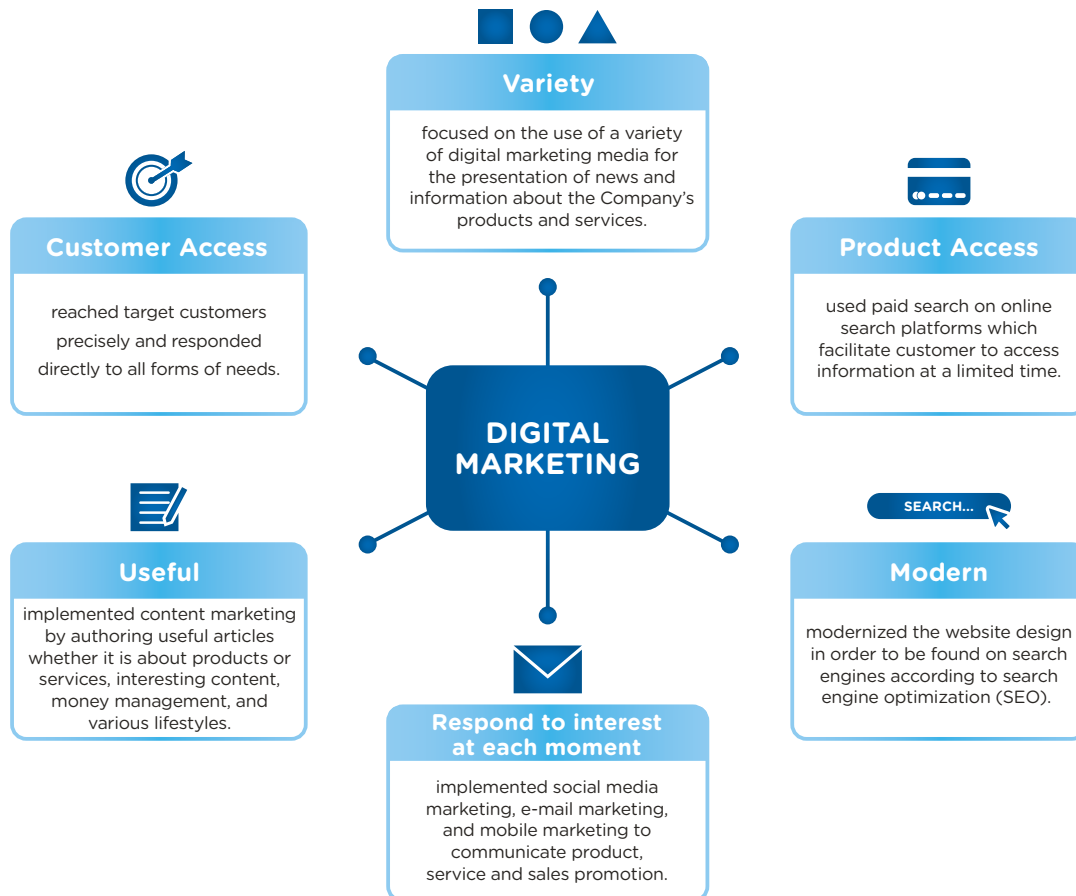 Variety
focused on the use of a variety
of digital marketing media for
the presentation of news and
information about the Company's
products and services.
Customer Access
reached target customers
precisely and responded
directly to all forms of needs.
Product Access
used paid search on online
search platforms which
facilitate customer to access
information at a limited time.
DIGITAL
MARKETING
Useful
implemented content marketing
by authoring useful articles
whether it is about products or
services, interesting content,
money management, and
various lifestyles.
SEARCH...
Modern
modernized the website design
in order to be found on search
engines according to search
engine optimization (SEO).
Respond to interest
at each moment
implemented social media
marketing, e-mail marketing,
and mobile marketing to
communicate product,
service and sales promotion.